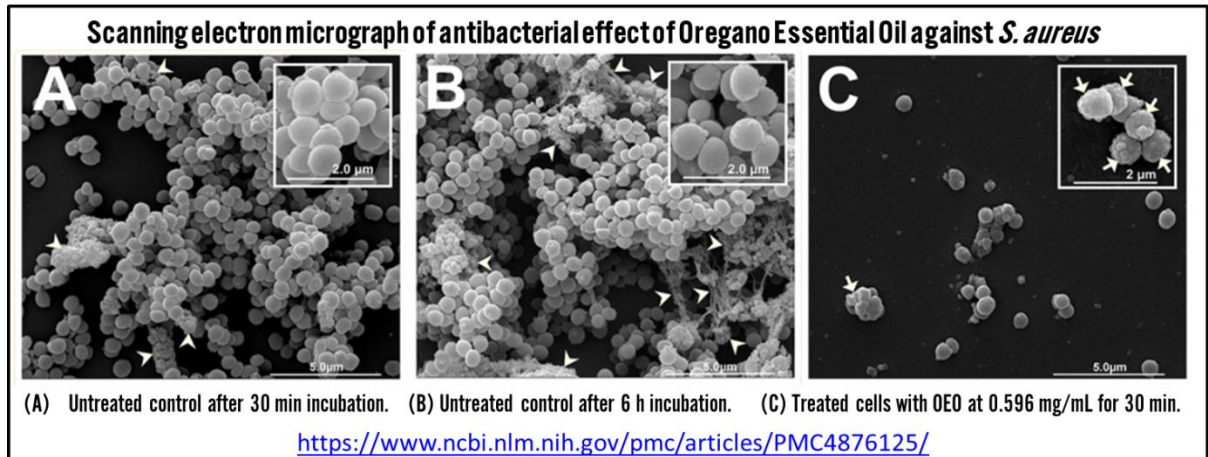 Scanning electron micrograph of antibacterial effect of Oregano Essential Oil against S. aureus
A
2.0 µm
5.0µm
B
2.0 µm
5.0µm
C
2 µm
5.0µm
(A) Untreated control after 30 min incubation.
(B) Untreated control after 6 h incubation.
(C) Treated cells with OEO at 0.596 mg/mL for 30 min.
https://www.ncbi.nlm.nih.gov/pmc/articles/PMC4876125/